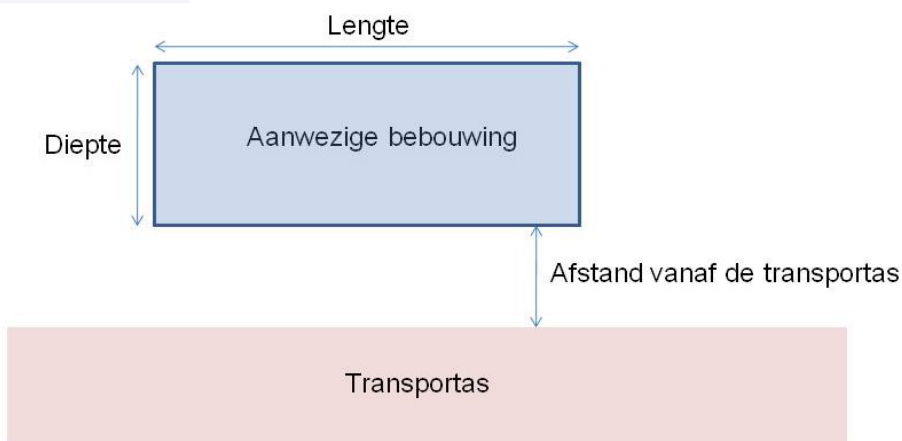 Lengte
Diepte
Aanwezige bebouwing
Afstand vanaf de transportas
Transportas